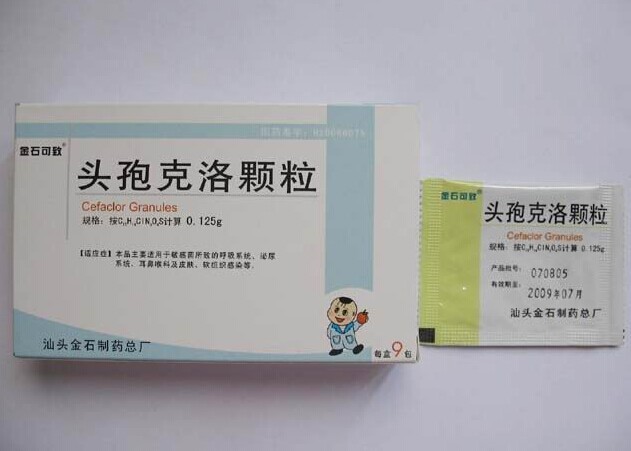 金石可致®
头孢克洛颗粒
Cefaclor Granules
规格：按C₁₅H₁₄ClN₃O₄S计算 0.125g
【适应症】本品主要适用于敏感菌所致的呼吸系统、泌尿
系统、耳鼻喉科及皮肤、软组织感染等。
汕头金石制药总厂
每盒9包
金石可致®
头孢克洛颗粒
Cefaclor Granules
规格：按C₁₅H₁₄ClN₃O₄S计算 0.125g
产品批号：070805
有效期至：2009年07月
汕头金石制药总厂